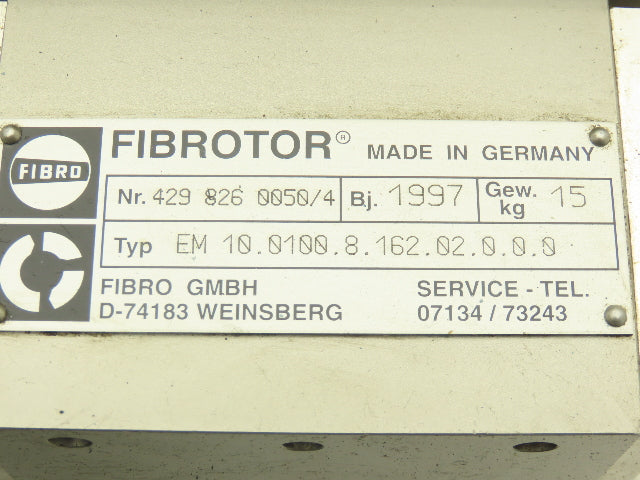 FIBROTOR® MADE IN GERMANY
FIBRO
Nr. 429 826 0050/4 Bj. 1997 Gew. kg 15
Typ EM 10.0100.8.162.02.0.0.0
FIBRO GMBH SERVICE - TEL.
D-74183 WEINSBERG 07134 / 73243